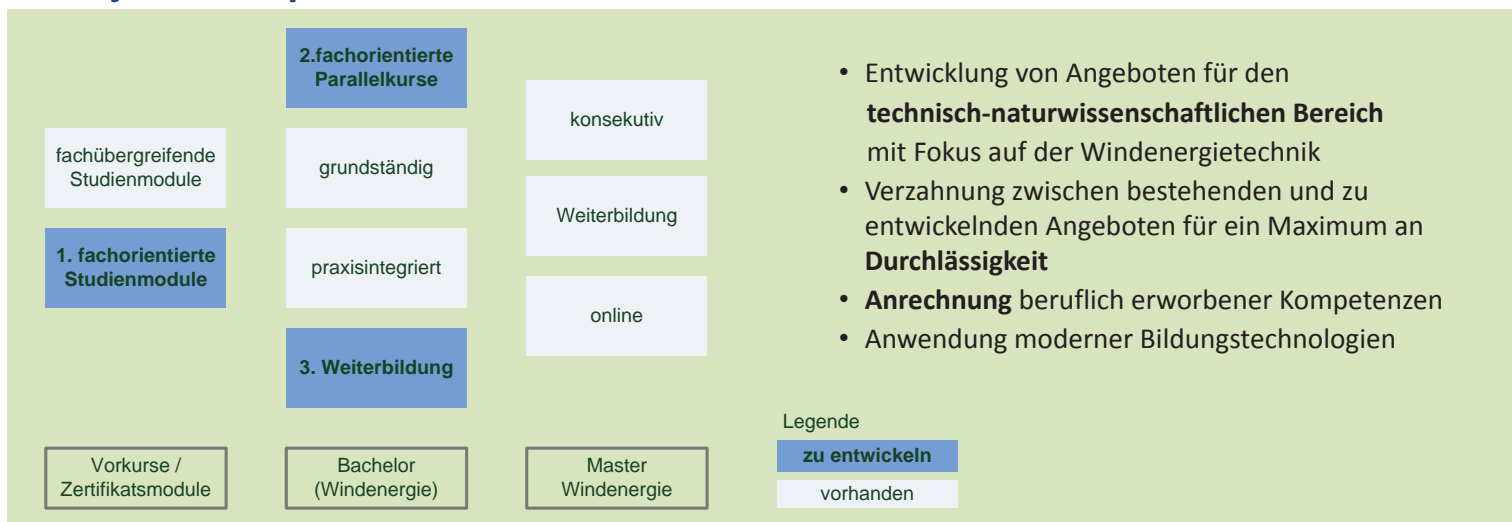 2.fachorientierte
Parallelkurse
konsekutiv
fachübergreifende
Studienmodule
grundständig
Weiterbildung
1. fachorientierte
Studienmodule
praxisintegriert
online
3. Weiterbildung
Vorkurse /
Zertifikatsmodule
Bachelor
(Windenergie)
Master
Windenergie
• Entwicklung von Angeboten für den
technisch-naturwissenschaftlichen Bereich
mit Fokus auf der Windenergietechnik
• Verzahnung zwischen bestehenden und zu
entwickelnden Angeboten für ein Maximum an
Durchlässigkeit
• Anrechnung beruflich erworbener Kompetenzen
• Anwendung moderner Bildungstechnologien
Legende
zu entwickeln
vorhanden